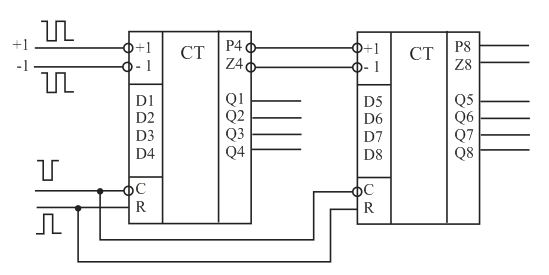 +1 +1 CT P4 +1 CT P8
-1 - 1 Z4 - 1 Z8
D1 Q1 D5 Q5
D2 Q2 D6 Q6
D3 Q3 D7 Q7
D4 Q4 D8 Q8
C C
R R